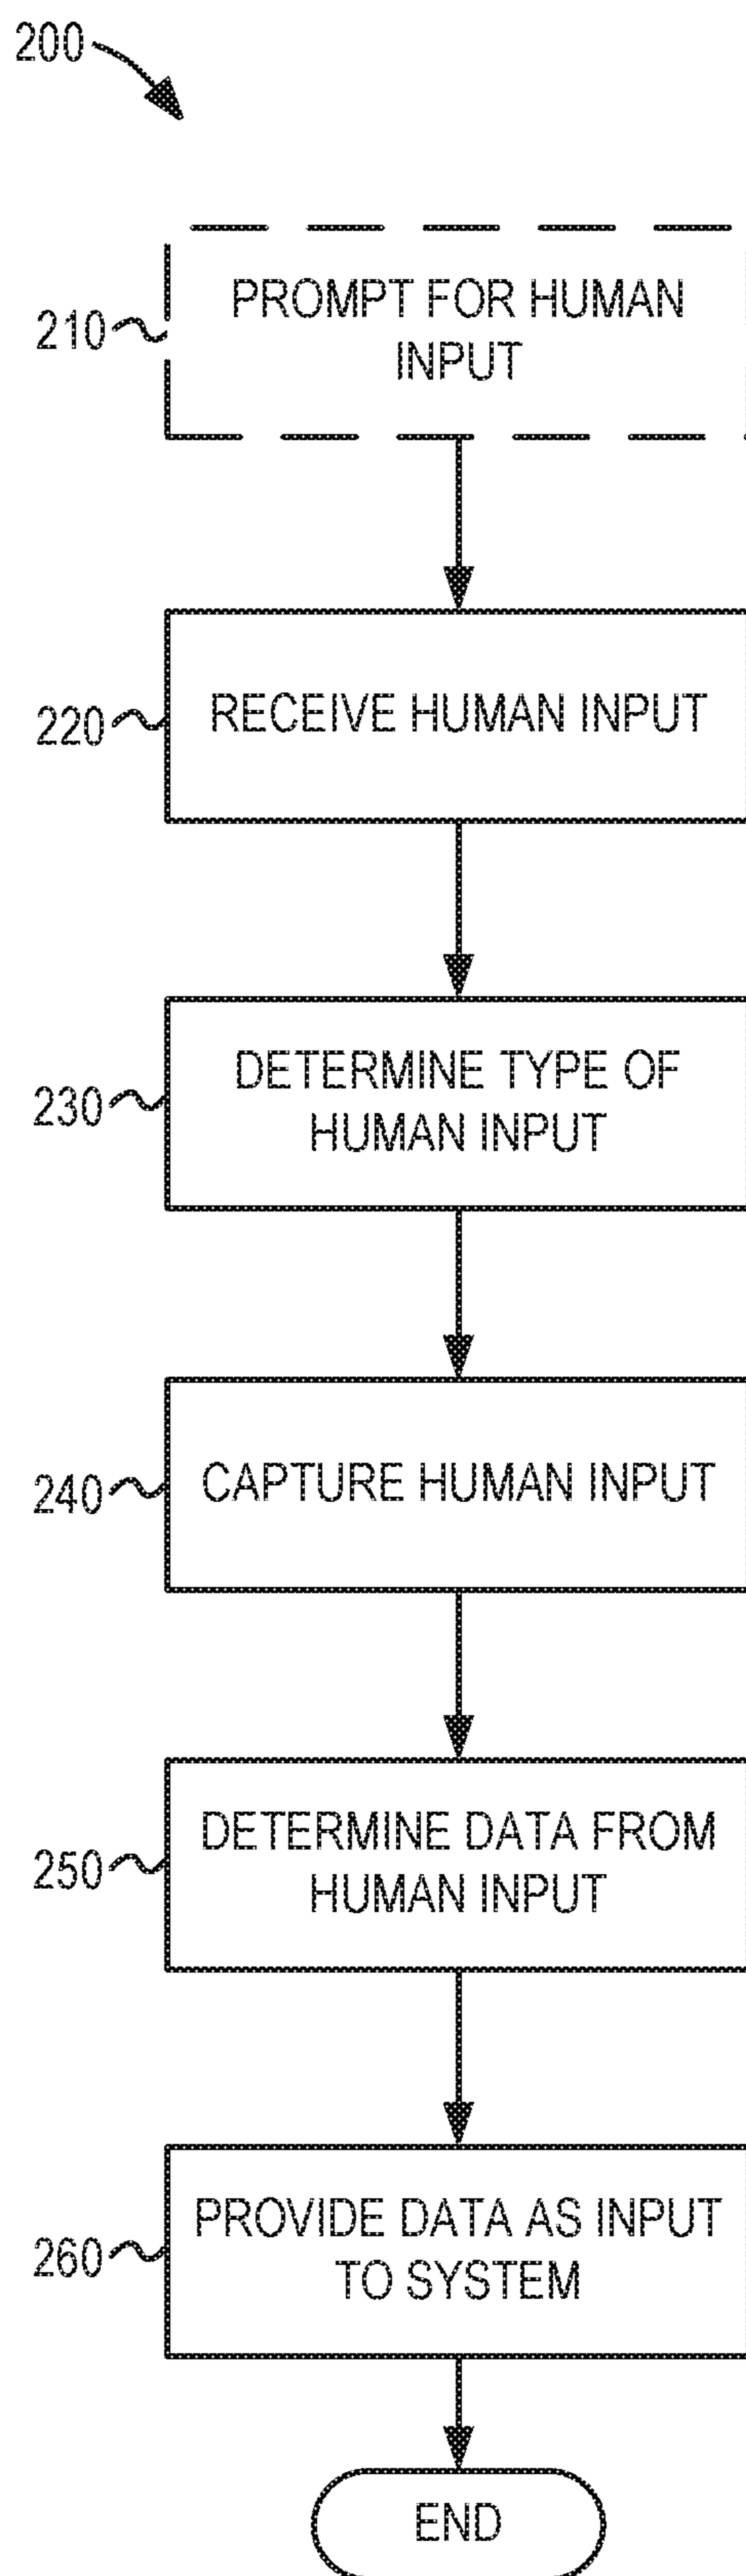 200
210
PROMPT FOR HUMAN
INPUT
220
RECEIVE HUMAN INPUT
230
DETERMINE TYPE OF
HUMAN INPUT
240
CAPTURE HUMAN INPUT
250
DETERMINE DATA FROM
HUMAN INPUT
260
PROVIDE DATA AS INPUT
TO SYSTEM
END